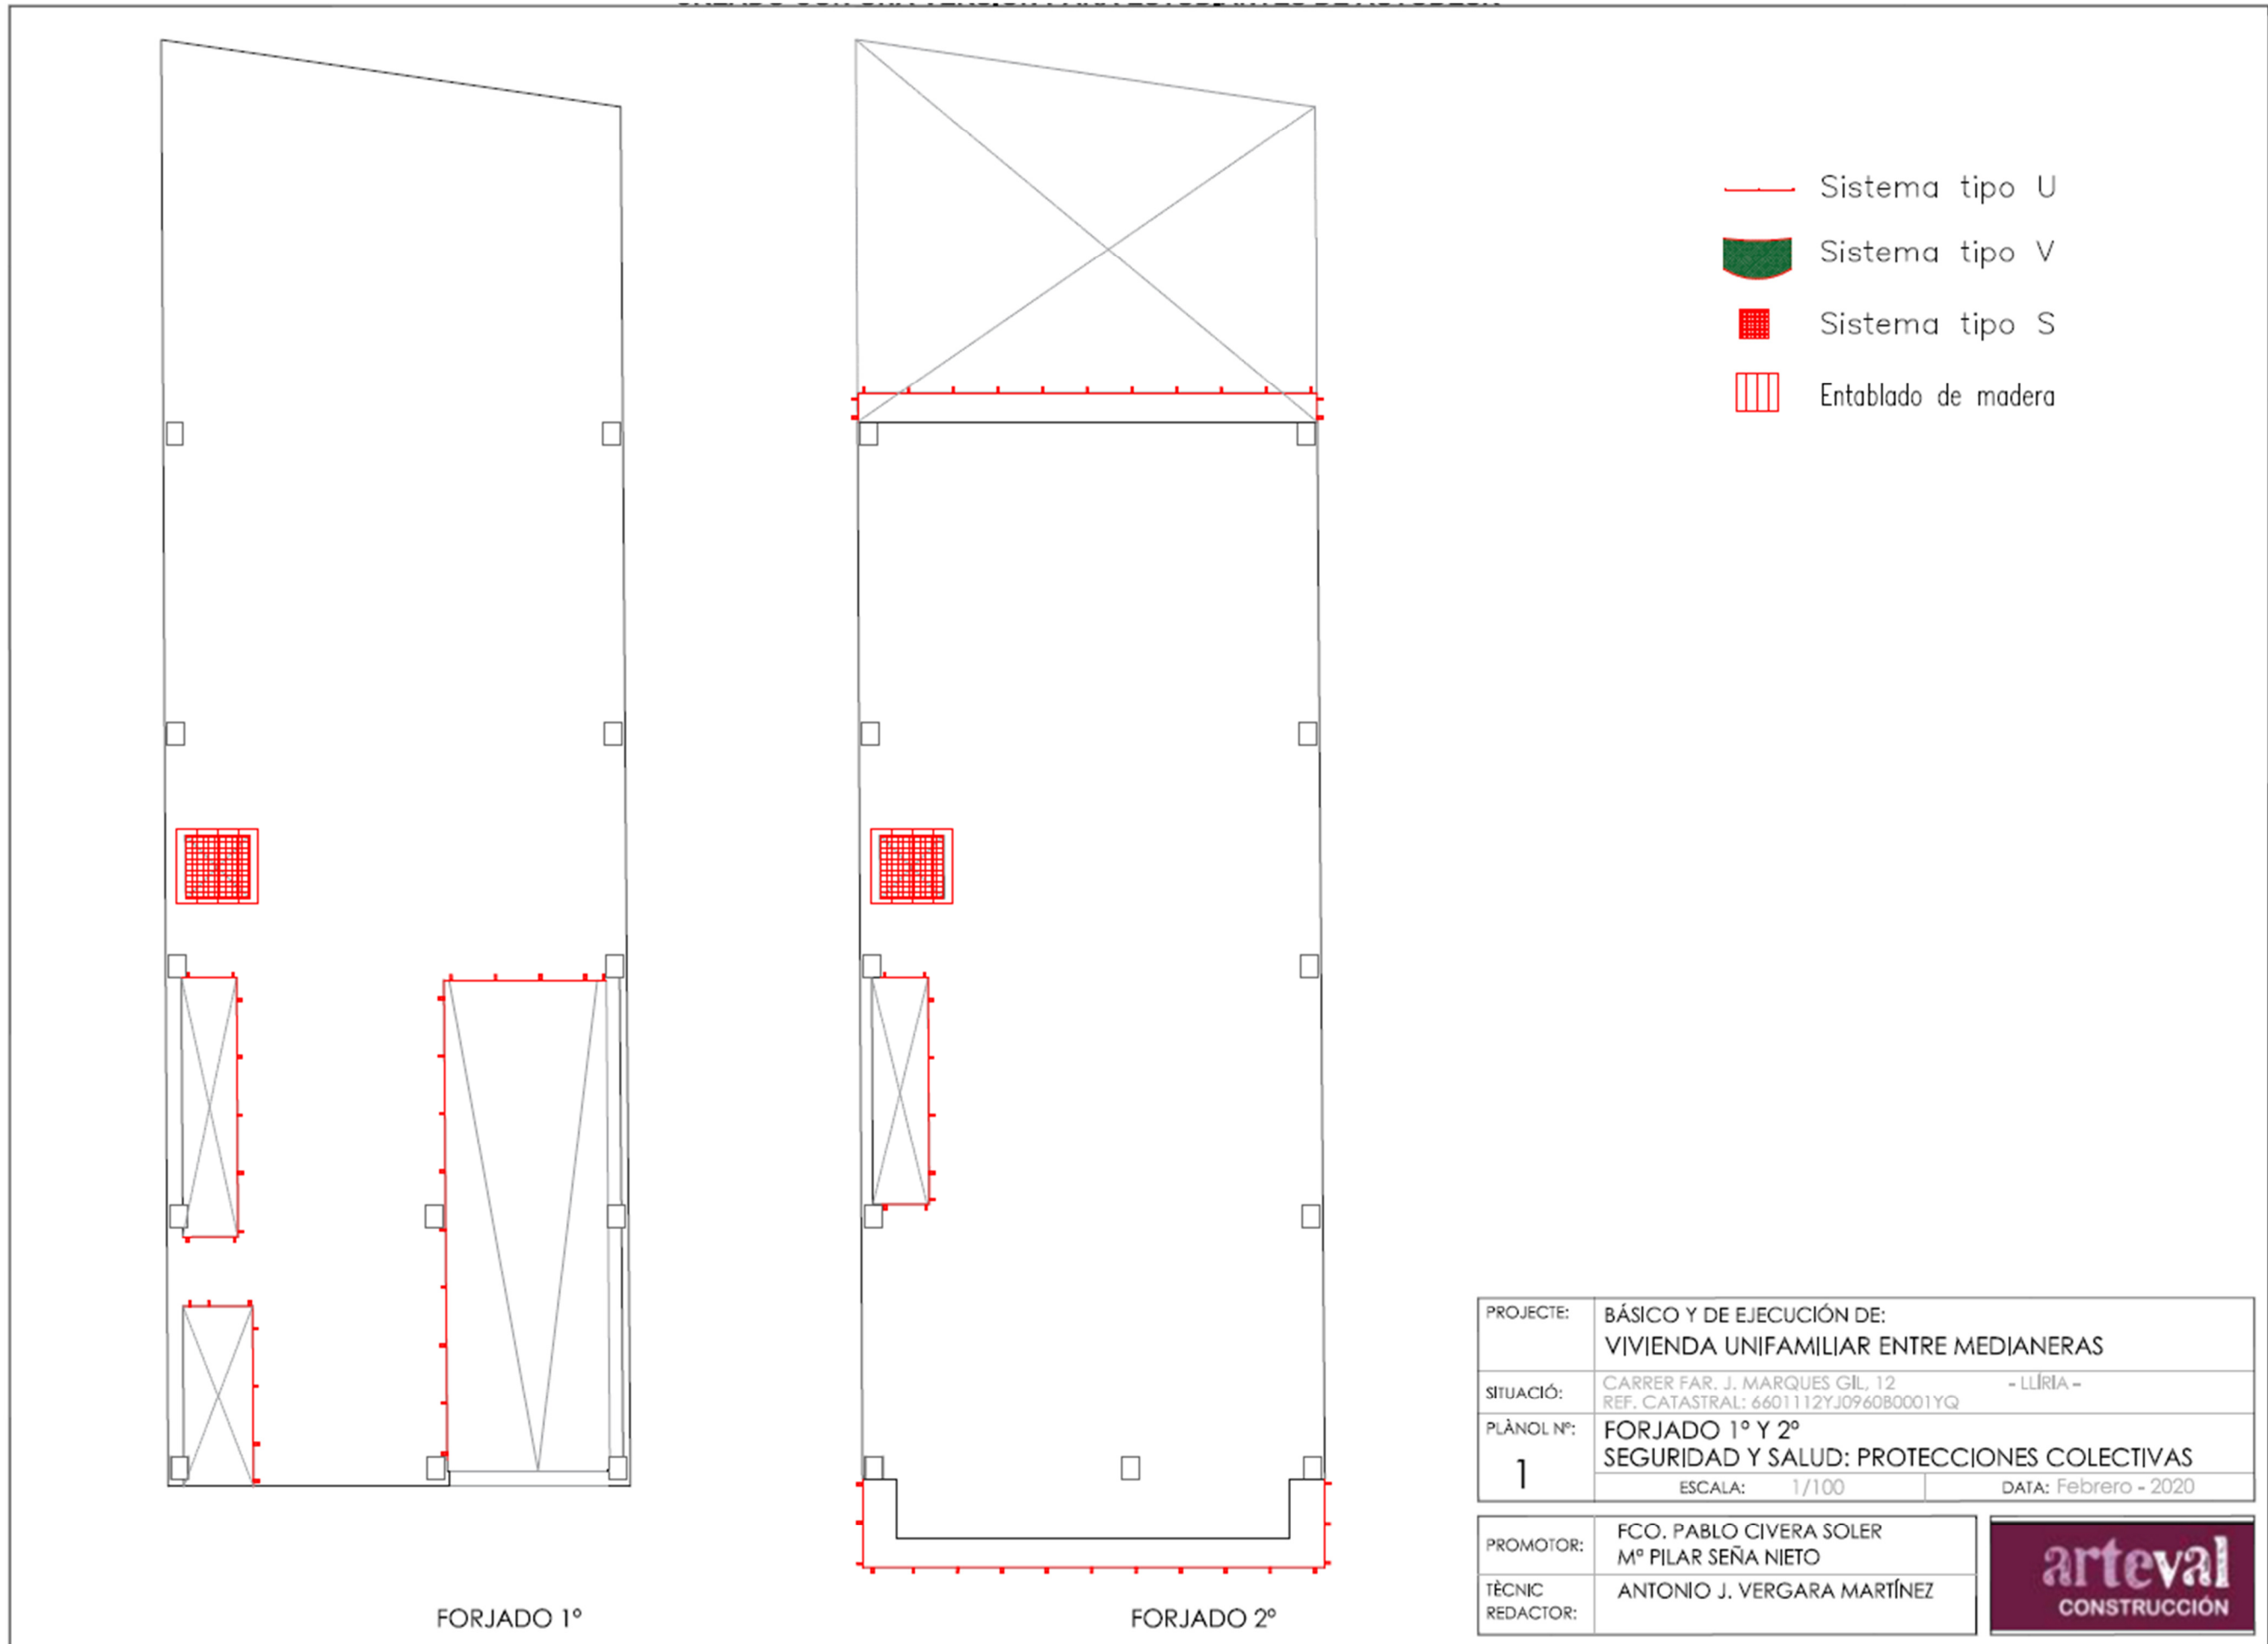 Sistema tipo U
Sistema tipo V
Sistema tipo S
Entablado de madera
FORJADO 1º
FORJADO 2º
PROJECTE: BÁSICO Y DE EJECUCIÓN DE:
VIVIENDA UNIFAMILIAR ENTRE MEDIANERAS
SITUACIÓ: CARRER FAR. J. MARQUES GIL, 12 - LLÍRIA -
REF. CATASTRAL: 6601112YJ0960B0001YQ
PLÀNOL Nº: FORJADO 1º Y 2º
1 SEGURIDAD Y SALUD: PROTECCIONES COLECTIVAS
ESCALA: 1/100 DATA: Febrero - 2020
PROMOTOR: FCO. PABLO CIVERA SOLER
Mª PILAR SEÑA NIETO
TÈCNIC REDACTOR: ANTONIO J. VERGARA MARTÍNEZ
arteval
CONSTRUCCIÓN